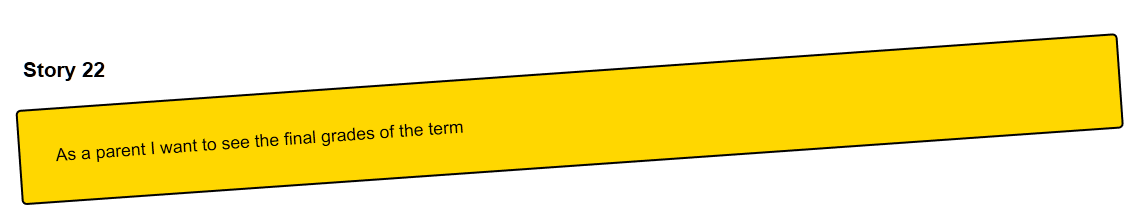 Story 22
As a parent I want to see the final grades of the term